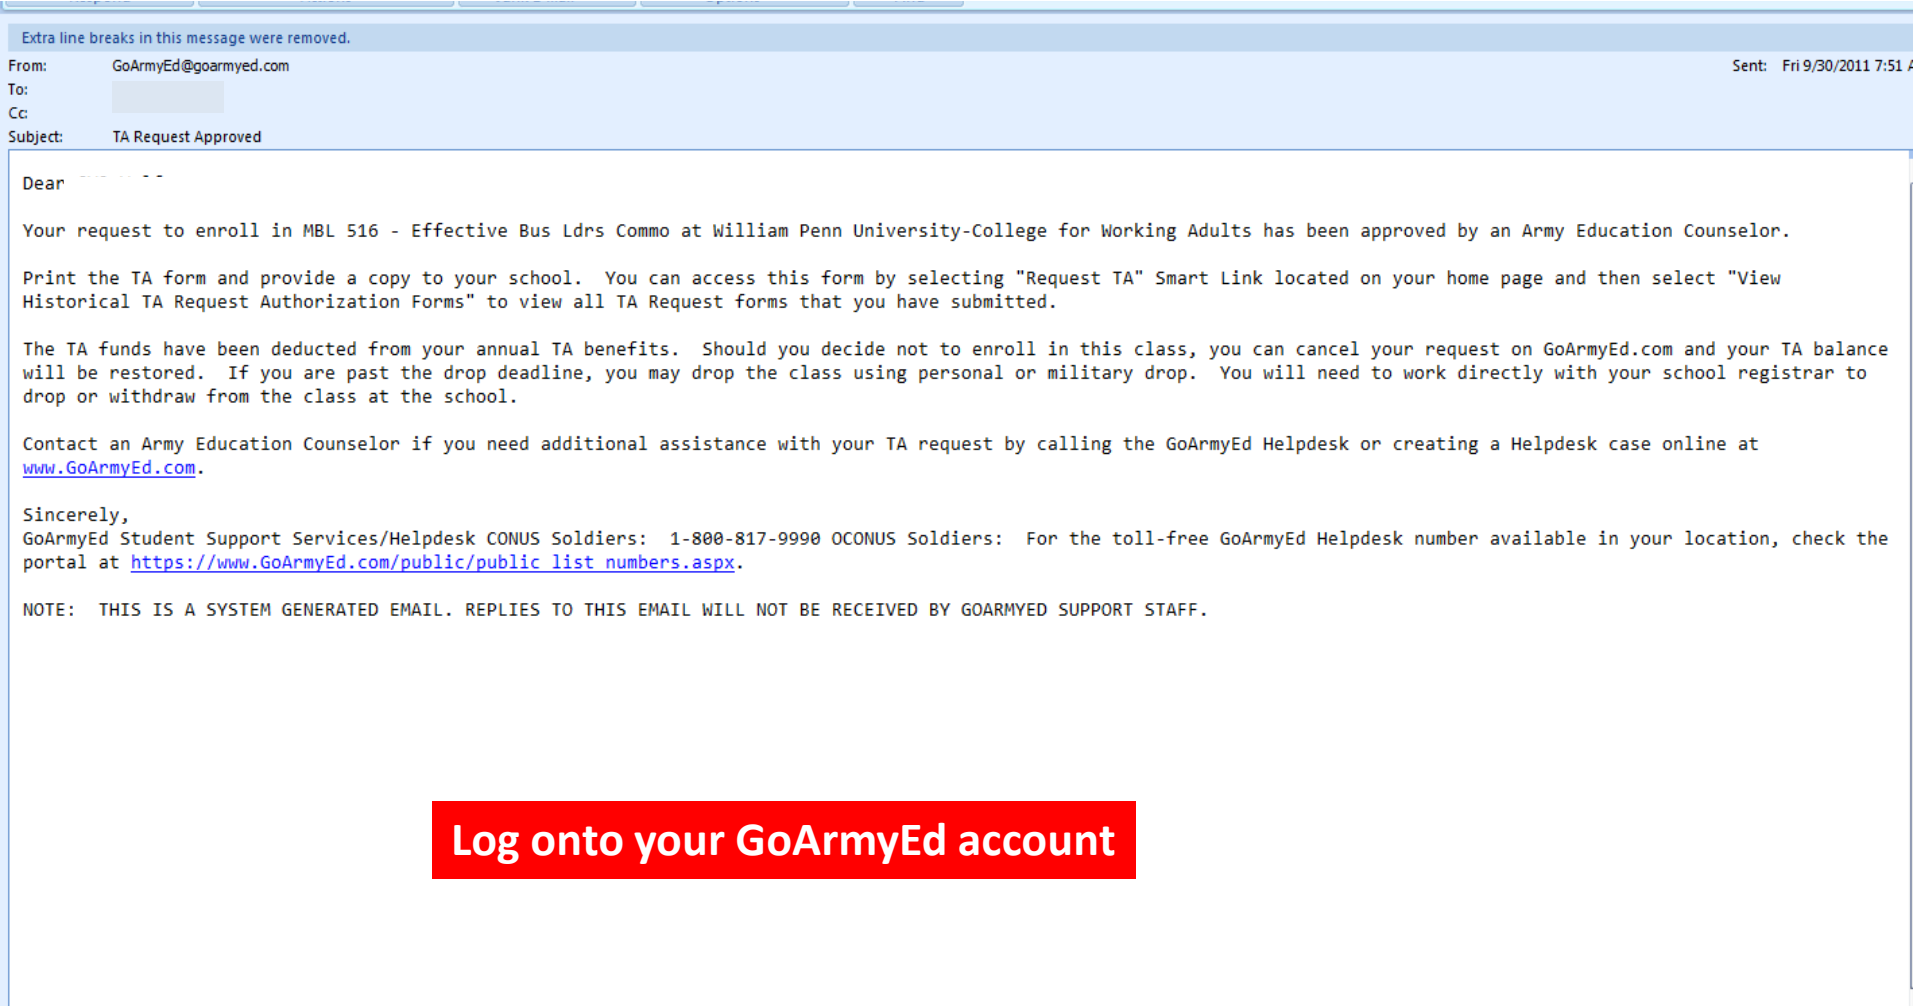 Extra line breaks in this message were removed.
From: GoArmyEd@goarmyed.com Sent: Fri 9/30/2011 7:51
To:
Cc:
Subject: TA Request Approved
Dear
Your request to enroll in MBL 516 - Effective Bus Ldrs Commo at William Penn University-College for Working Adults has been approved by an Army Education Counselor.
Print the TA form and provide a copy to your school.  You can access this form by selecting "Request TA" Smart Link located on your home page and then select "View
Historical TA Request Authorization Forms" to view all TA Request forms that you have submitted.
The TA funds have been deducted from your annual TA benefits.  Should you decide not to enroll in this class, you can cancel your request on GoArmyEd.com and your TA balance
will be restored.  If you are past the drop deadline, you may drop the class using personal or military drop.  You will need to work directly with your school registrar to
drop or withdraw from the class at the school.
Contact an Army Education Counselor if you need additional assistance with your TA request by calling the GoArmyEd Helpdesk or creating a Helpdesk case online at
www.GoArmyEd.com.
Sincerely,
GoArmyEd Student Support Services/Helpdesk CONUS Soldiers:  1-800-817-9990 OCONUS Soldiers:  For the toll-free GoArmyEd Helpdesk number available in your location, check the
portal at https://www.GoArmyEd.com/public/public_list_numbers.aspx.
NOTE:  THIS IS A SYSTEM GENERATED EMAIL. REPLIES TO THIS EMAIL WILL NOT BE RECEIVED BY GOARMYED SUPPORT STAFF.
Log onto your GoArmyEd account